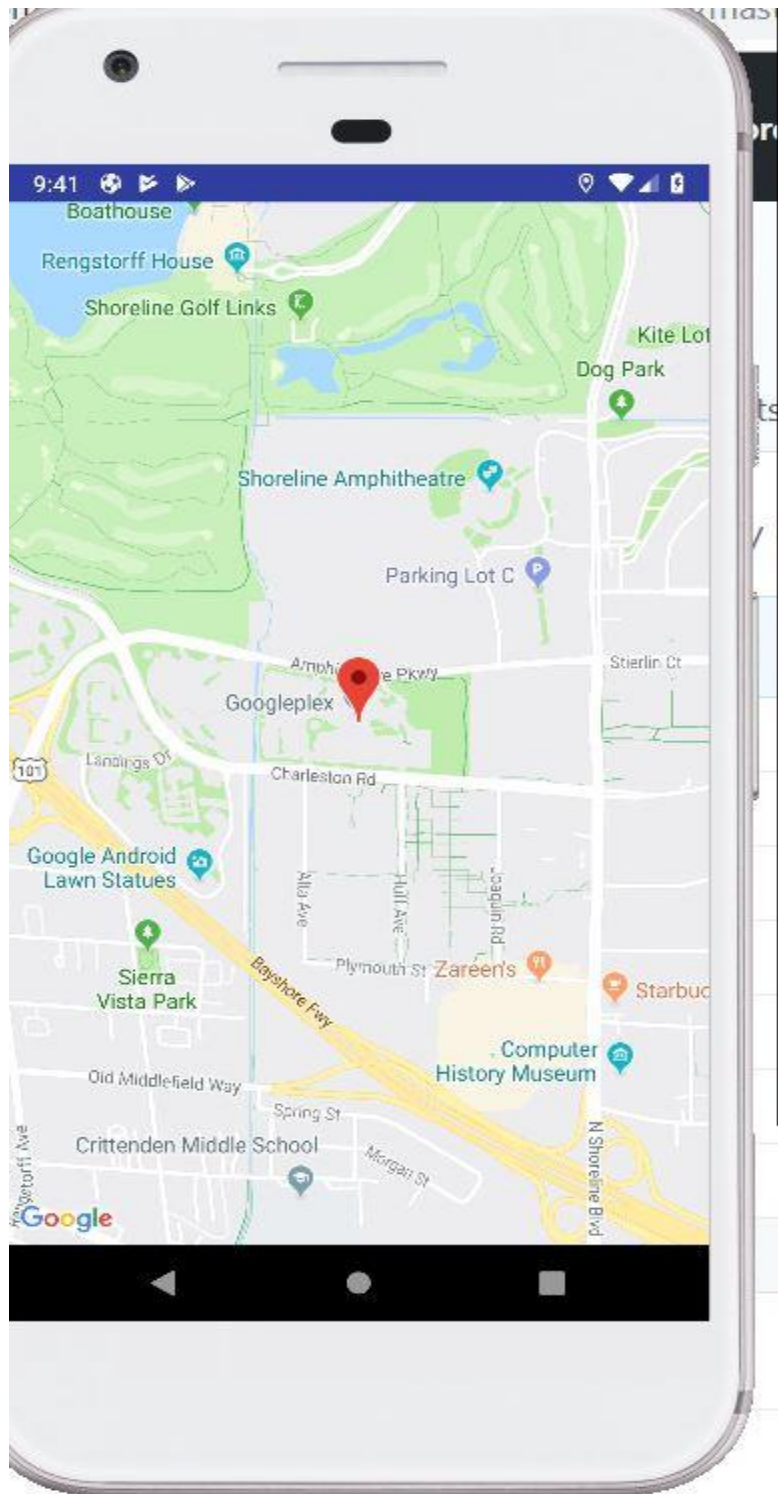 9:41
Boathouse
Rengstorff House
Shoreline Golf Links
Kite Lot
Dog Park
Shoreline Amphitheatre
Parking Lot C
Stierlin Ct
Pkwy
Googleplex
101
Landings Dr
Charleston Rd
Google Android
Lawn Statues
Alta Ave
Huff Ave
Joaquin Rd
Plymouth St
Zareen's
Sierra
Vista Park
Bayshore Fwy
Starbuc
Computer
History Museum
Old Middlefield Way
Spring St
Crittenden Middle School
Morgan St
N Shoreline Blvd
Ave
Google